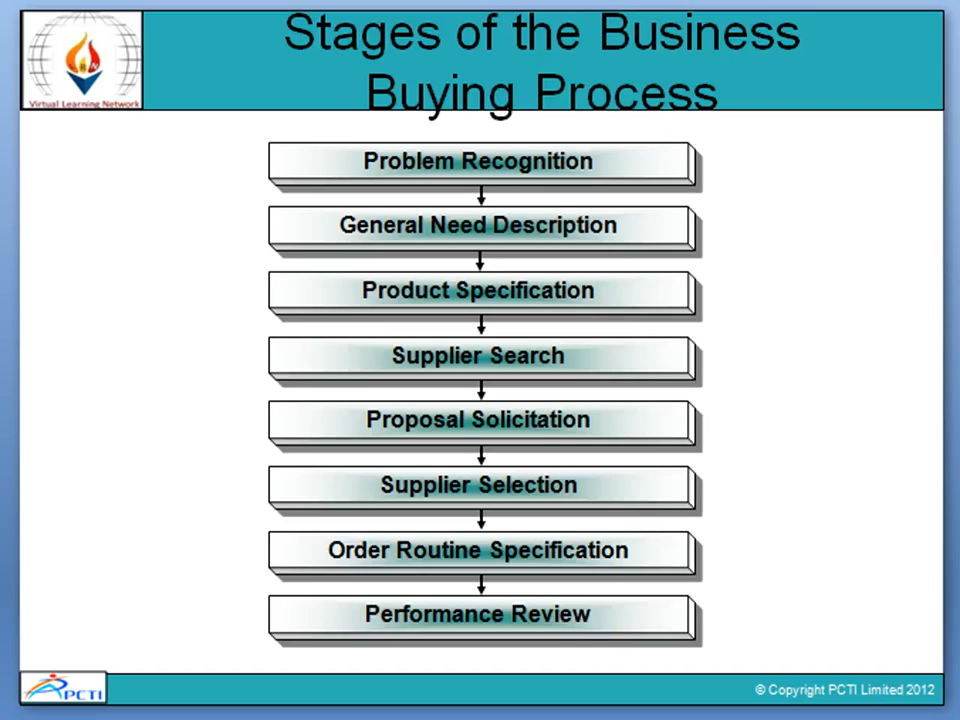 Stages of the Business
Buying Process
Virtual Learning Network
Problem Recognition
General Need Description
Product Specification
Supplier Search
Proposal Solicitation
Supplier Selection
Order Routine Specification
Performance Review
PCTI
© Copyright PCTI Limited 2012